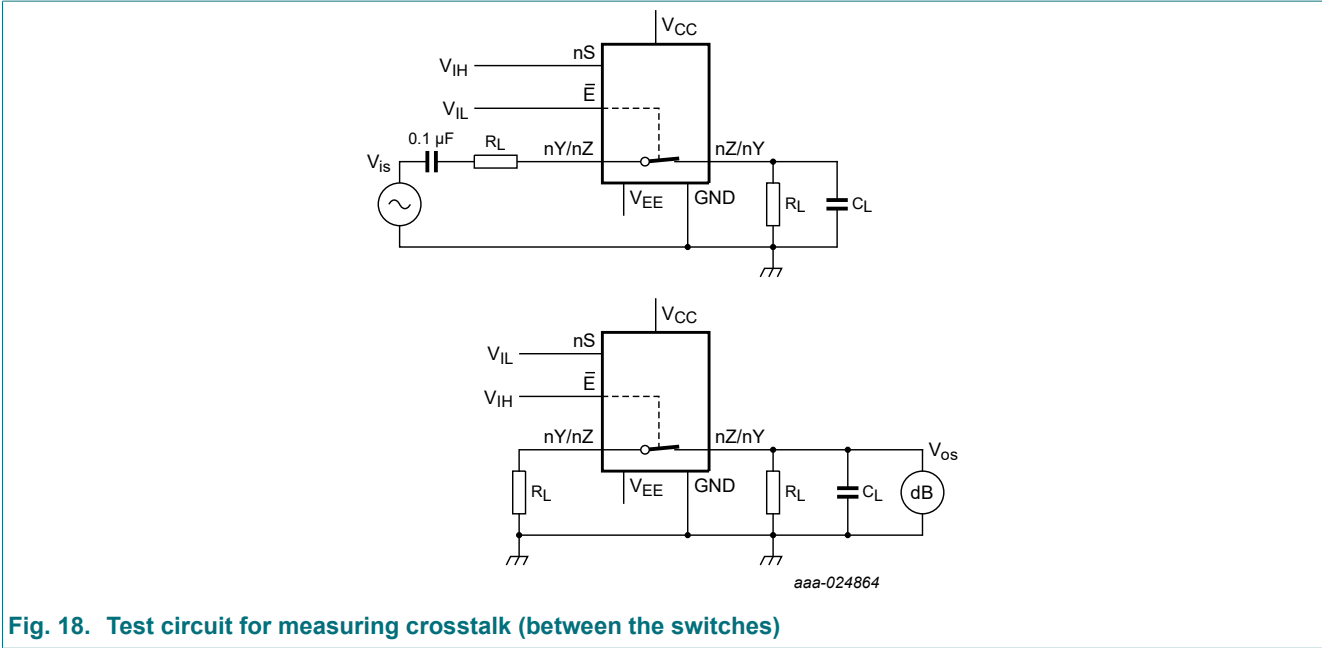 VCC
nS
VIH
Ē
VIL
0.1 µF
RL
nY/nZ
nZ/nY
Vis
VEE
GND
RL
CL
VCC
nS
VIL
Ē
VIH
nY/nZ
nZ/nY
Vos
RL
VEE
GND
RL
CL
dB
aaa-024864
Fig. 18. Test circuit for measuring crosstalk (between the switches)